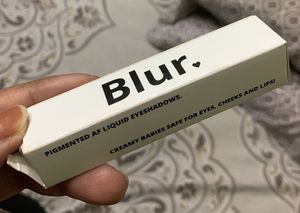 Blur.
PIGMENTED AF LIQUID EYESHADOWS.
CREAMY BABIES SAFE FOR EYES, CHEEKS AND LIPS!